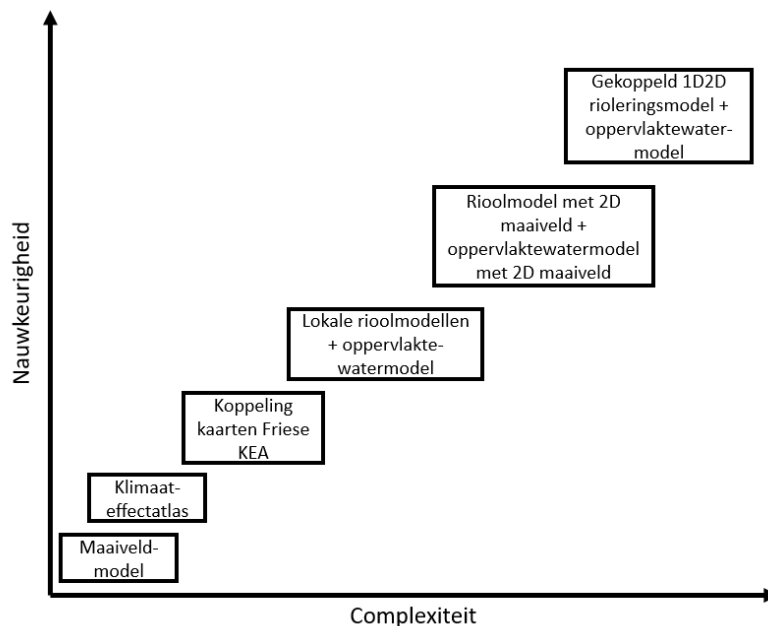 Gekoppeld 1D2D
rioleringsmodel +
oppervlaktewater-
model
Rioolmodel met 2D
maaiveld +
oppervlaktewatermodel
met 2D maaiveld
Lokale rioolmodellen
+ oppervlakte-
watermodel
Koppeling
kaarten Friese
KEA
Klimaat-
effectatlas
Maaiveld-
model
Nauwkeurigheid
Complexiteit